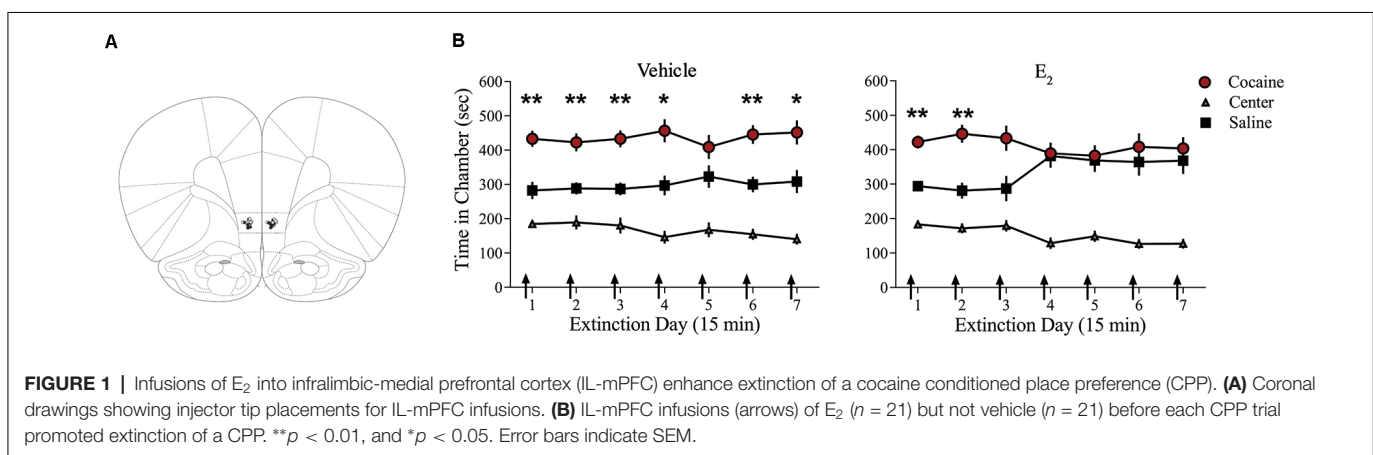 A
B
Vehicle
** ** ** * ** *
600
500
400
300
200
100
0
Time in Chamber (sec)
1 2 3 4 5 6 7
Extinction Day (15 min)
E₂
** **
600
500
400
300
200
100
0
1 2 3 4 5 6 7
Extinction Day (15 min)
Cocaine
Center
Saline
FIGURE 1 | Infusions of E₂ into infralimbic-medial prefrontal cortex (IL-mPFC) enhance extinction of a cocaine conditioned place preference (CPP). (A) Coronal
drawings showing injector tip placements for IL-mPFC infusions. (B) IL-mPFC infusions (arrows) of E₂ (n = 21) but not vehicle (n = 21) before each CPP trial
promoted extinction of a CPP. **p < 0.01, and *p < 0.05. Error bars indicate SEM.